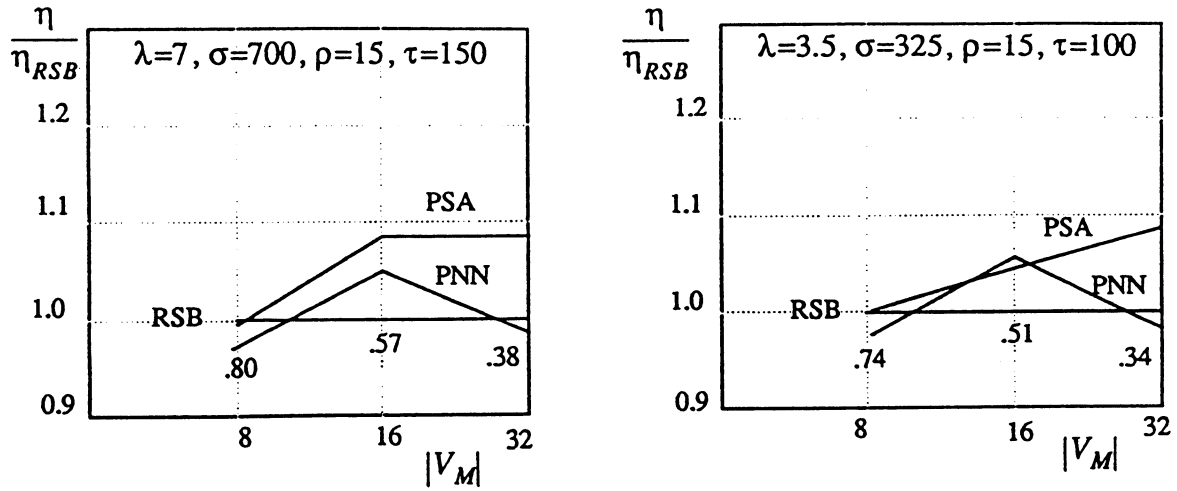 η
η_RSB
λ=7, σ=700, ρ=15, τ=150
1.2
1.1
PSA
PNN
1.0
RSB
.80
.57
.38
0.9
8
16
32
|V_M|
η
η_RSB
λ=3.5, σ=325, ρ=15, τ=100
1.2
1.1
PSA
PNN
1.0
RSB
.74
.51
.34
0.9
8
16
32
|V_M|